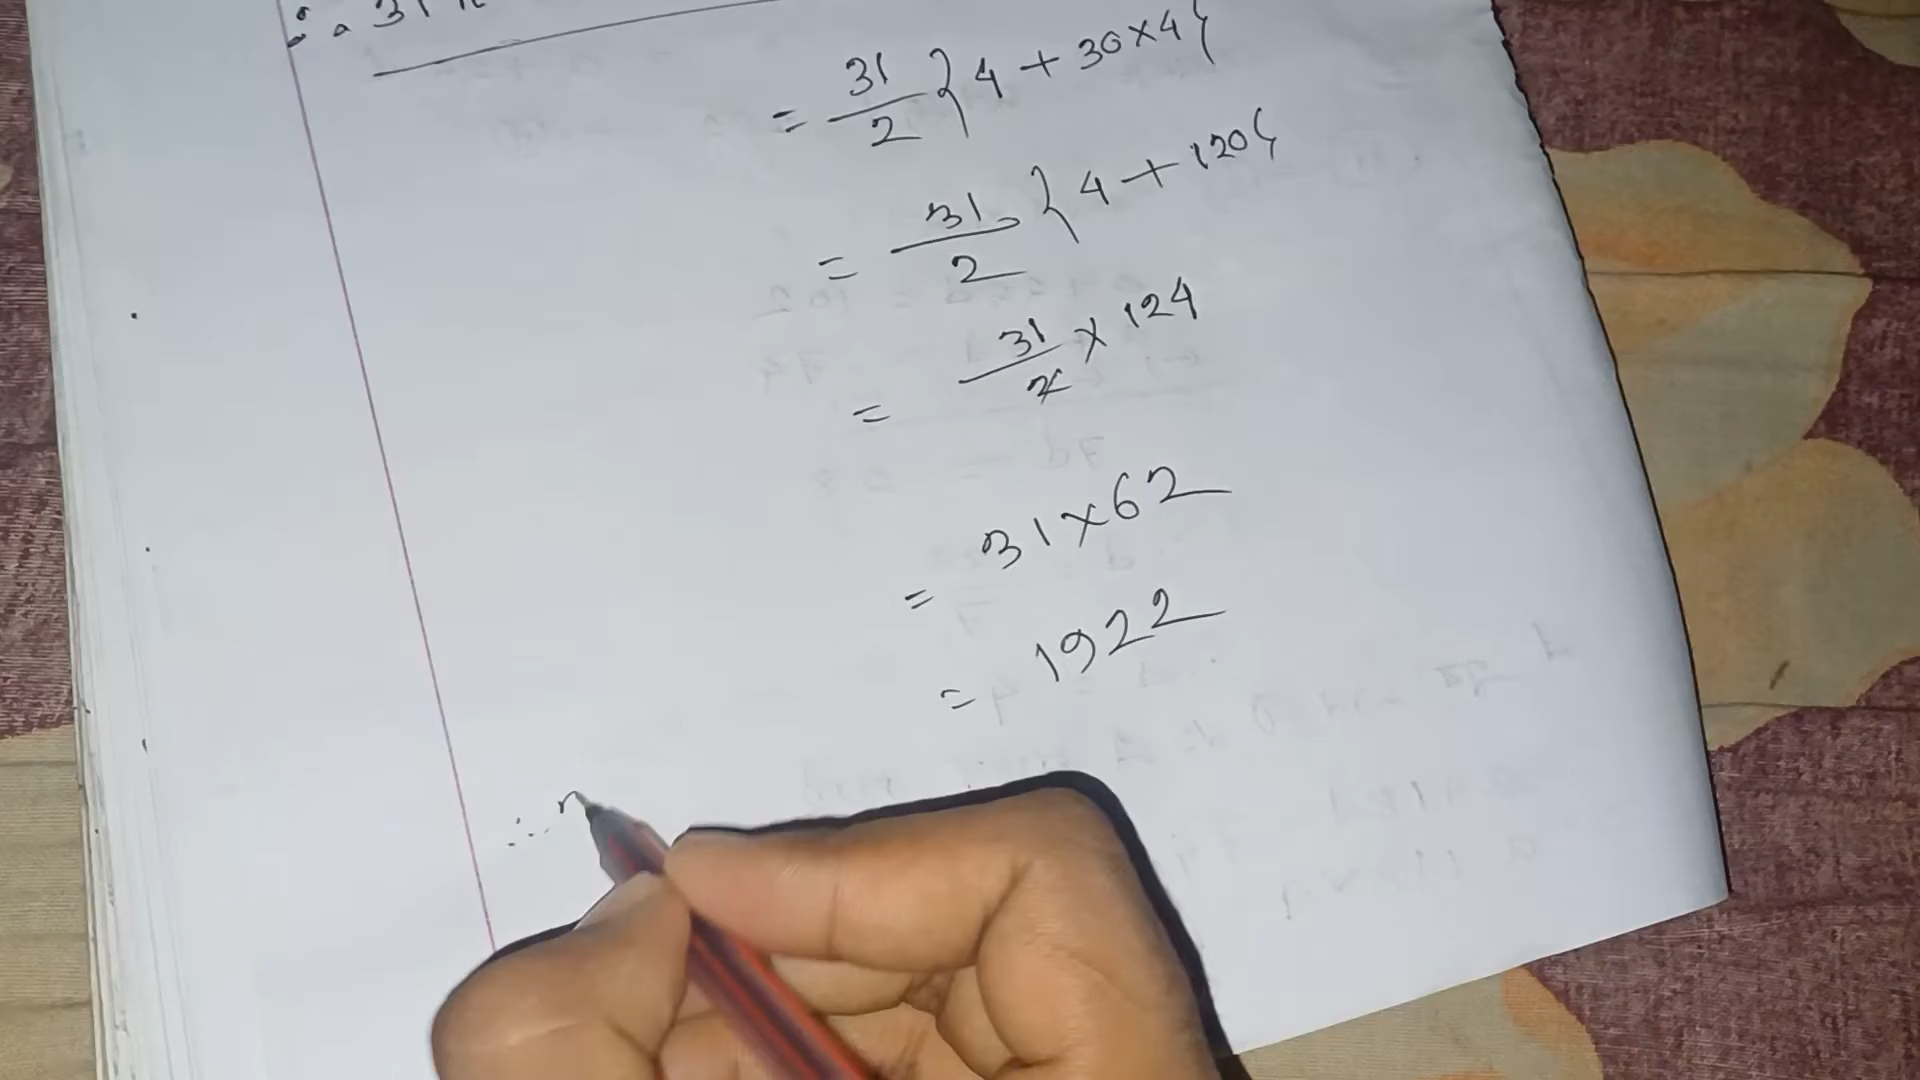 = 31/2 {4 + 30×4}
= 31/2 {4 + 120}
= 31/2 × 124
= 31×62
= 1922
∴